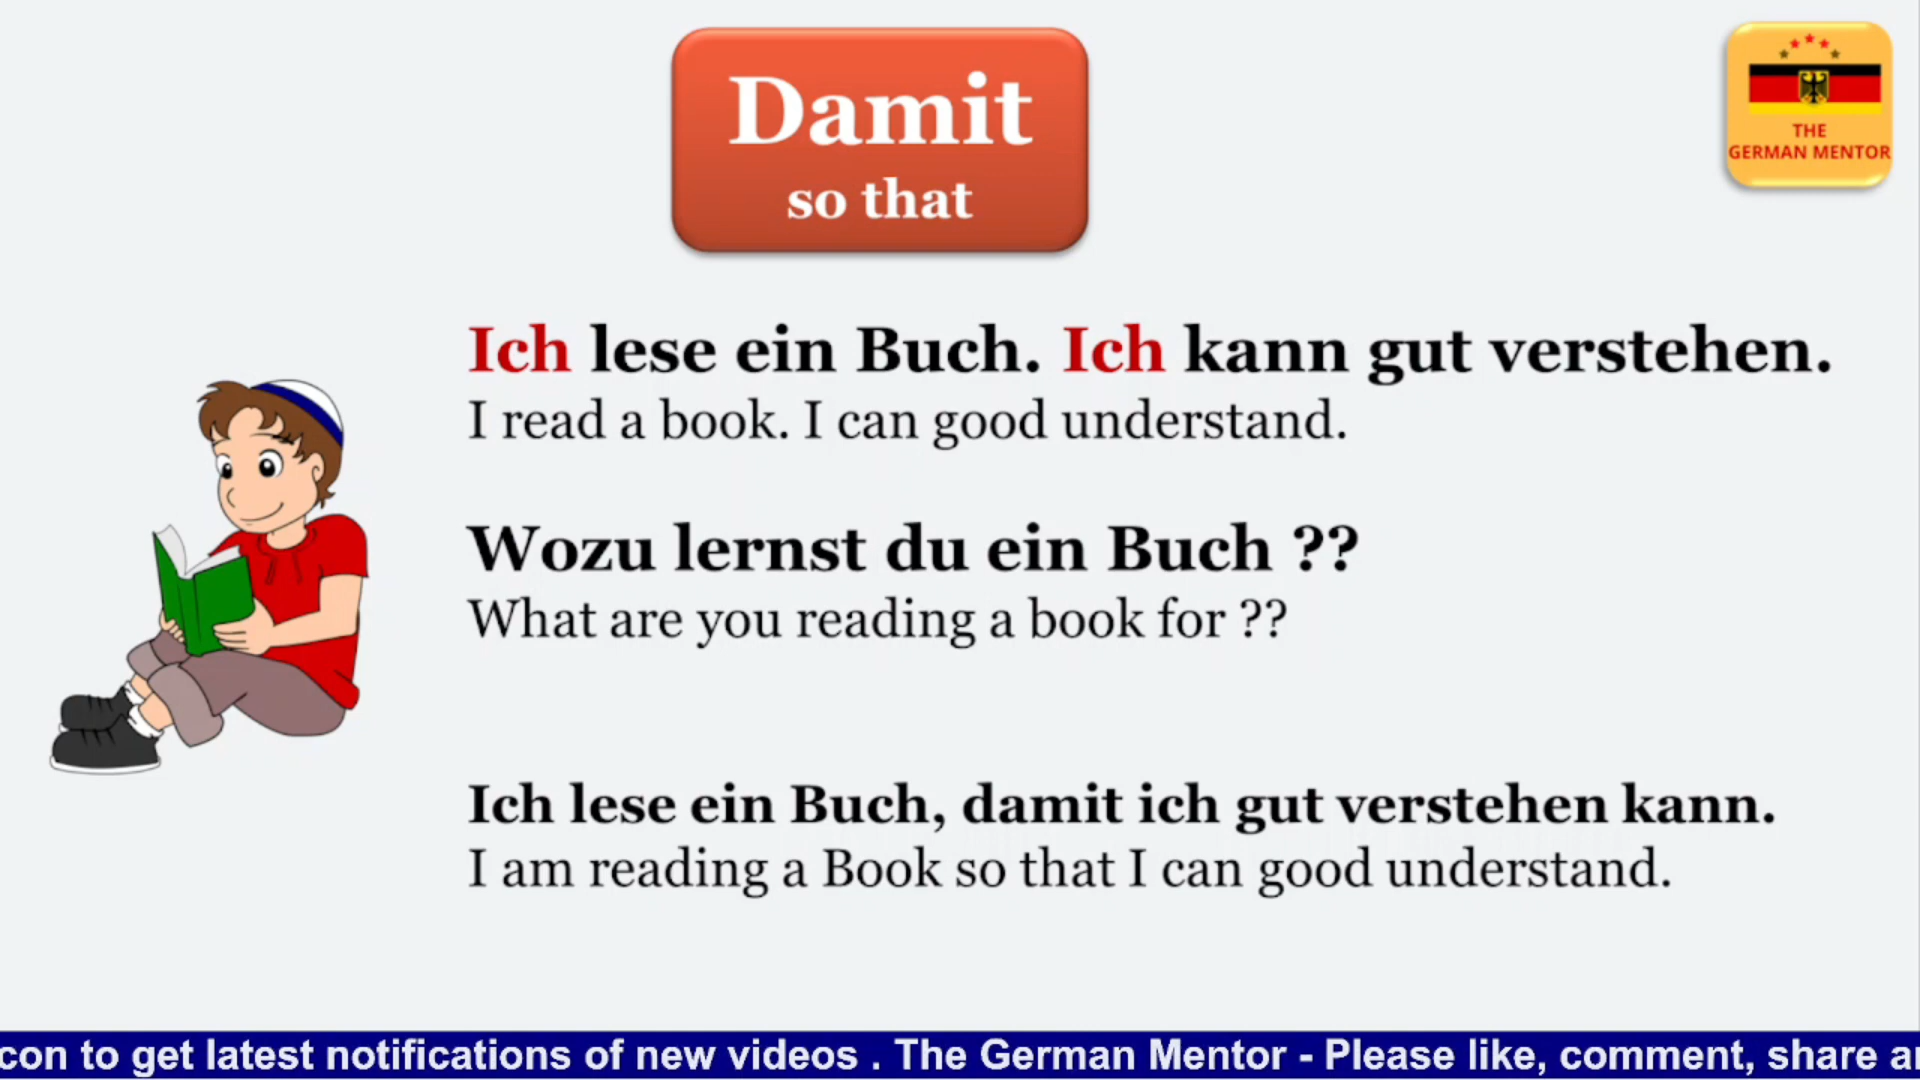 Damit
so that
THE
GERMAN MENTOR
Ich lese ein Buch. Ich kann gut verstehen.
I read a book. I can good understand.
Wozu lernst du ein Buch ??
What are you reading a book for ??
Ich lese ein Buch, damit ich gut verstehen kann.
I am reading a Book so that I can good understand.
con to get latest notifications of new videos . The German Mentor - Please like, comment, share a